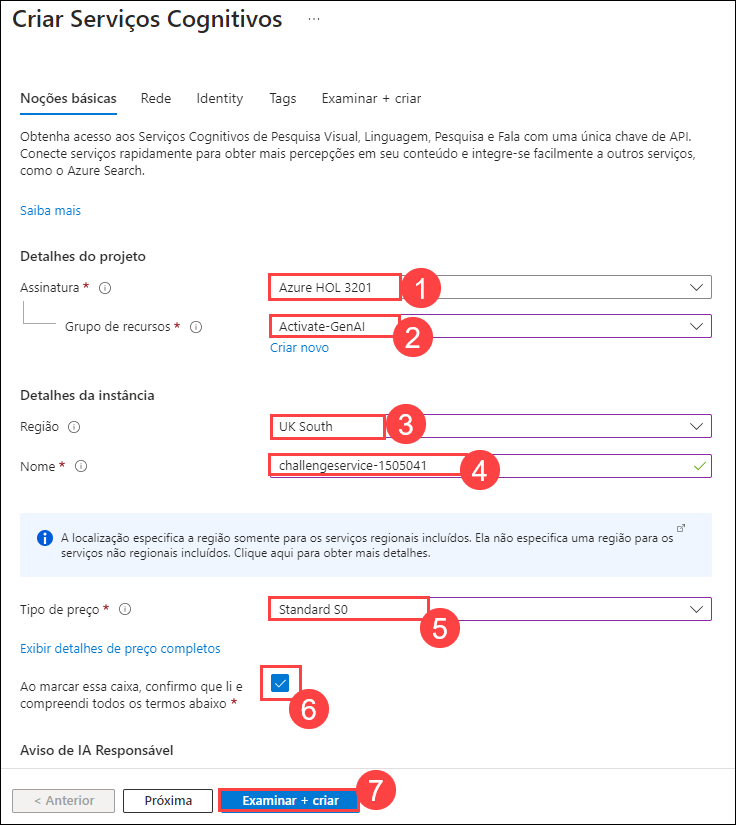 Criar Serviços Cognitivos ...
Noções básicas Rede Identity Tags Examinar + criar
Obtenha acesso aos Serviços Cognitivos de Pesquisa Visual, Linguagem, Pesquisa e Fala com uma única chave de API.
Conecte serviços rapidamente para obter mais percepções em seu conteúdo e integre-se facilmente a outros serviços,
como o Azure Search.
Saiba mais
Detalhes do projeto
Assinatura * Azure HOL 3201 1
Grupo de recursos * Activate-GenAI 2
Criar novo
Detalhes da instância
Região UK South 3
Nome * challengeservice-1505041 4
A localização especifica a região somente para os serviços regionais incluídos. Ela não especifica uma região para os
serviços não regionais incluídos. Clique aqui para obter mais detalhes.
Tipo de preço * Standard S0 5
Exibir detalhes de preço completos
Ao marcar essa caixa, confirmo que li e
compreendi todos os termos abaixo * 6
Aviso de IA Responsável
< Anterior Próxima Examinar + criar 7